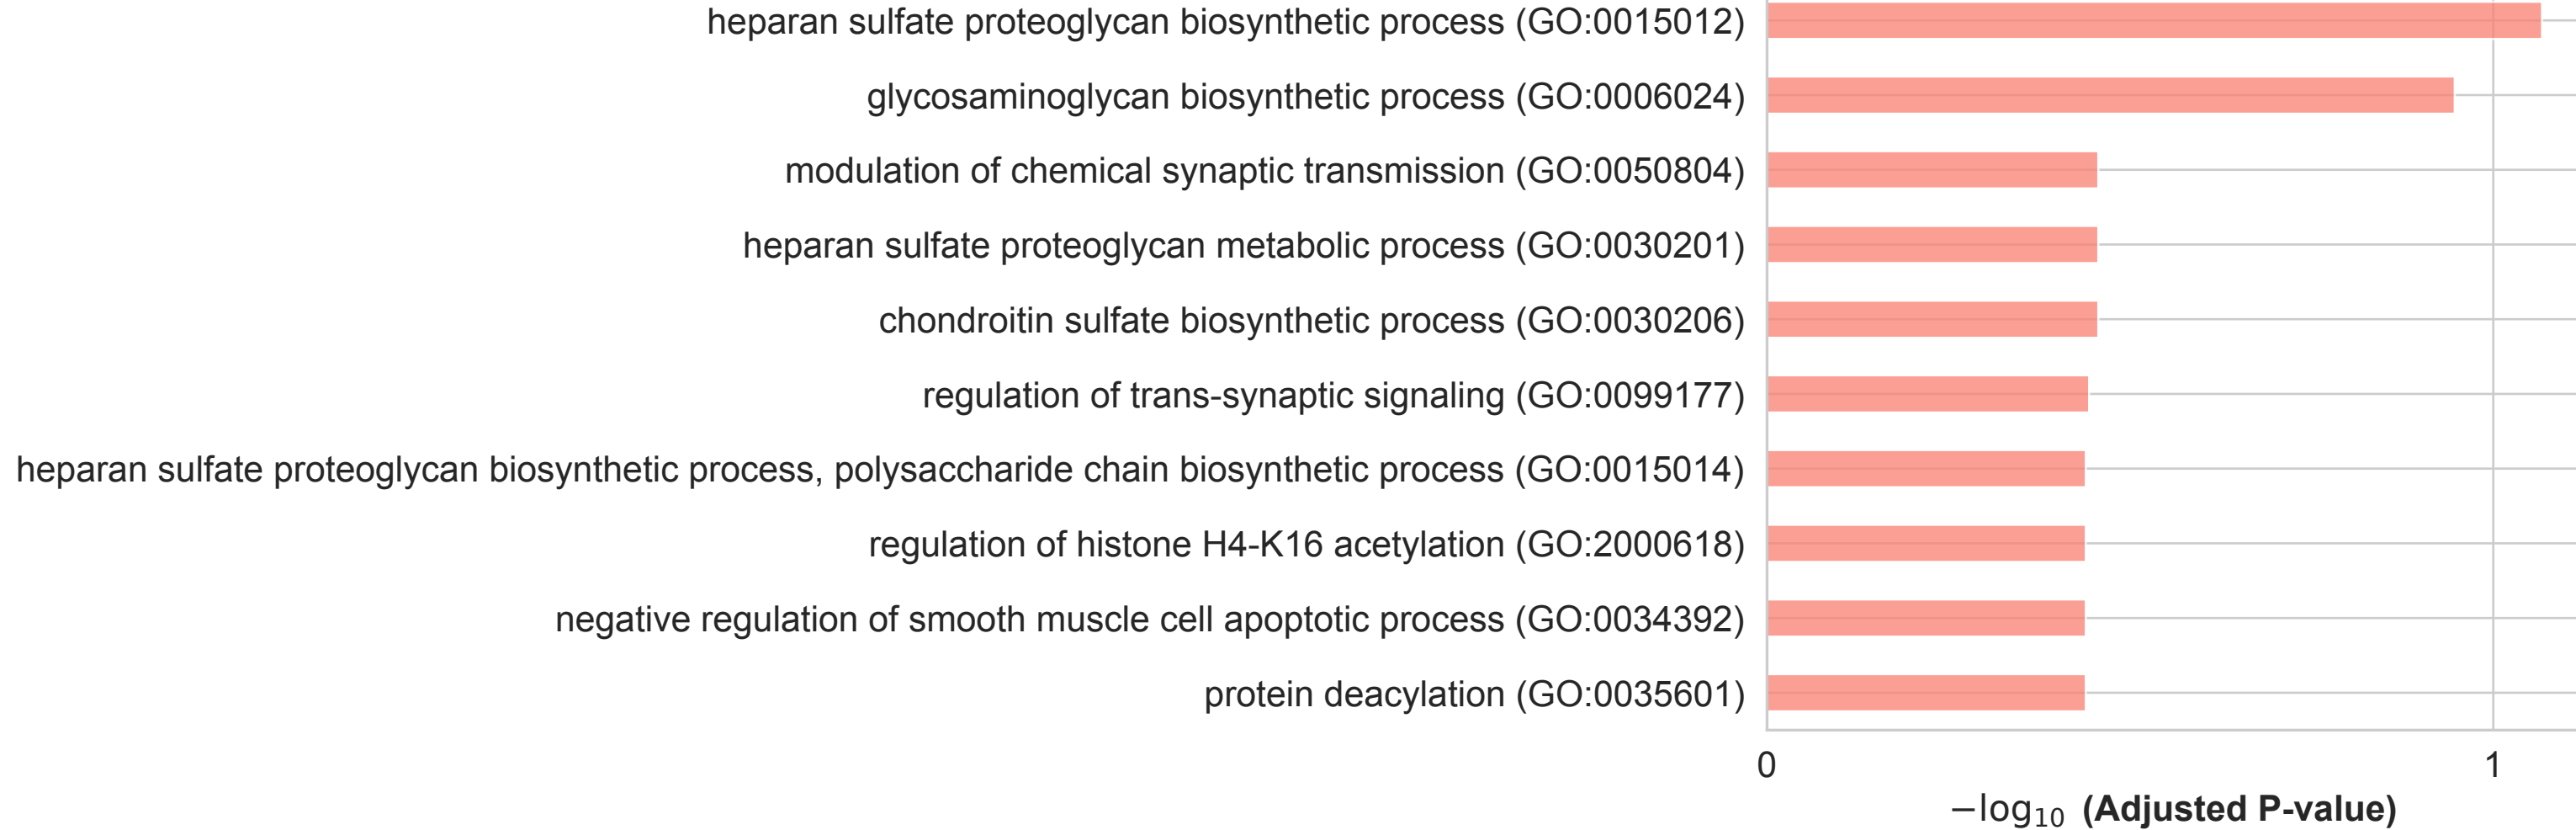 heparan sulfate proteoglycan biosynthetic process (GO:0015012)
glycosaminoglycan biosynthetic process (GO:0006024)
modulation of chemical synaptic transmission (GO:0050804)
heparan sulfate proteoglycan metabolic process (GO:0030201)
chondroitin sulfate biosynthetic process (GO:0030206)
regulation of trans-synaptic signaling (GO:0099177)
heparan sulfate proteoglycan biosynthetic process, polysaccharide chain biosynthetic process (GO:0015014)
regulation of histone H4-K16 acetylation (GO:2000618)
negative regulation of smooth muscle cell apoptotic process (GO:0034392)
protein deacylation (GO:0035601)
0 1
−log₁₀ (Adjusted P-value)